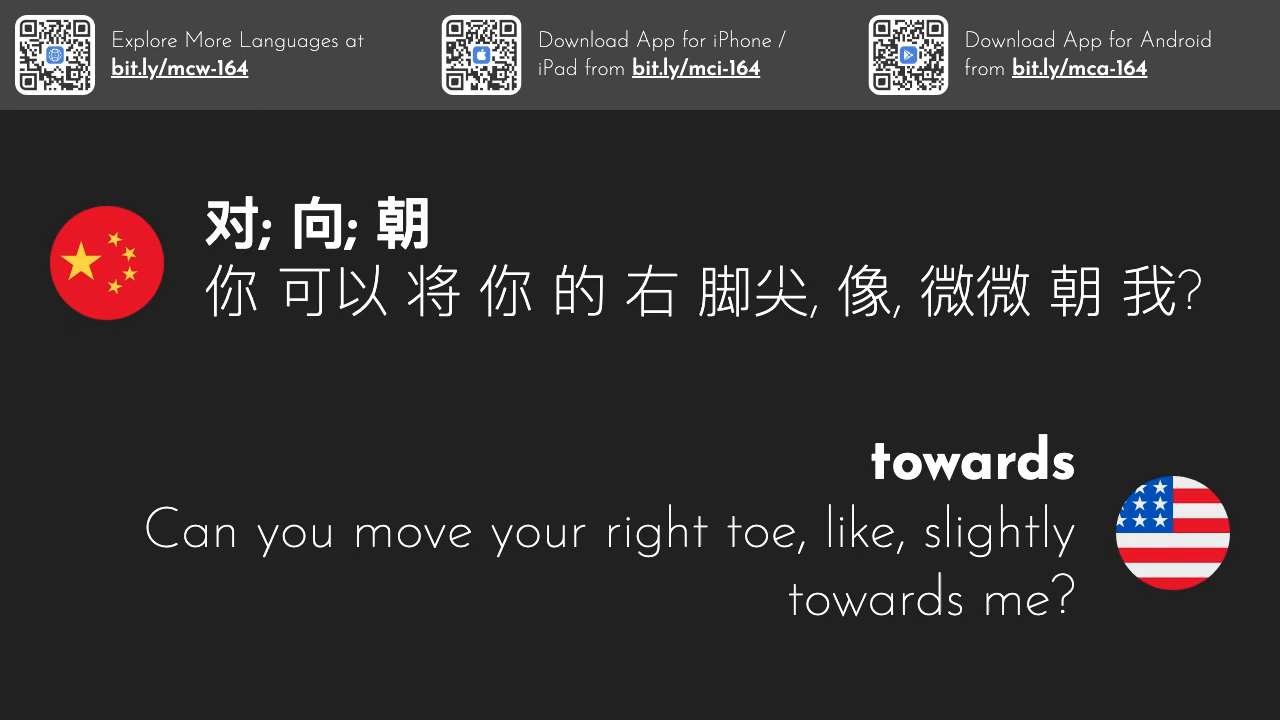 Explore More Languages at
bit.ly/mcw-164
Download App for iPhone /
iPad from bit.ly/mci-164
Download App for Android
from bit.ly/mca-164
对; 向; 朝
你 可以 将 你 的 右 脚尖, 像, 微微 朝 我?
towards
Can you move your right toe, like, slightly
towards me?